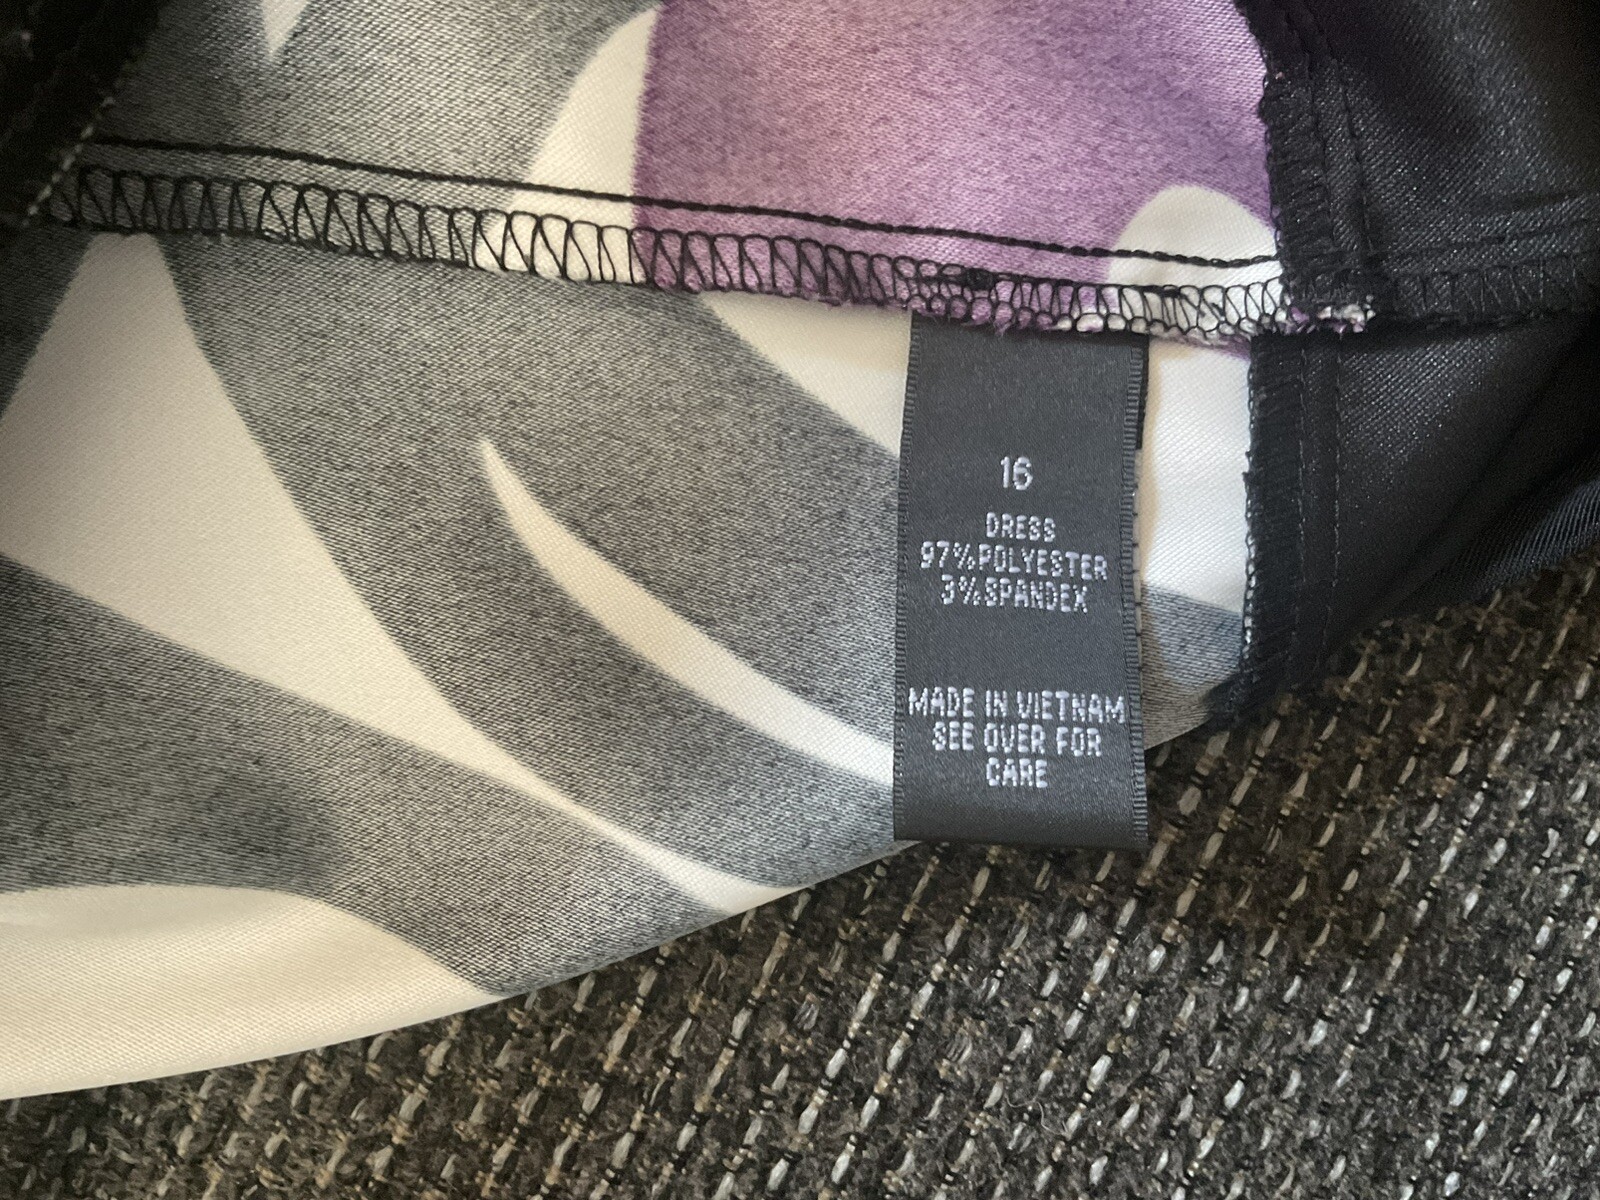 16
DRESS
97%POLYESTER
3%SPANDEX
MADE IN VIETNAM
SEE OVER FOR
CARE